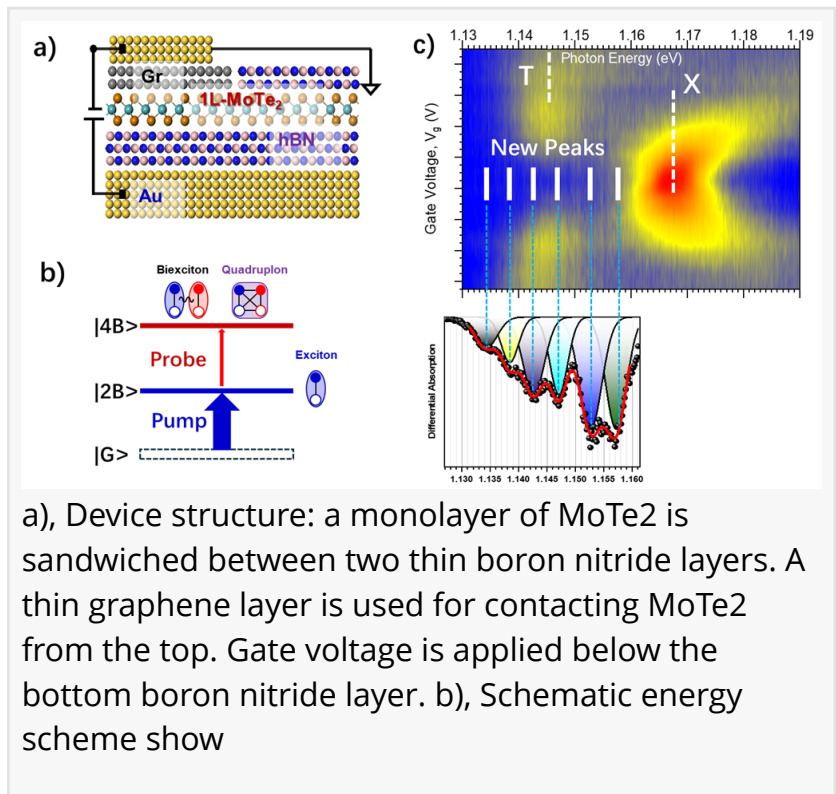 a)
Gr
1L-MoTe2
hBN
Au
b)
Biexciton Quadruplon
|4B>
Probe
Exciton
|2B>
Pump
|G>
c)
1.13 1.14 1.15 1.16 1.17 1.18 1.19
Photon Energy (eV)
T
X
New Peaks
Gate Voltage, Vg (V)
Differential Absorption
1.130 1.135 1.140 1.145 1.150 1.155 1.160
a), Device structure: a monolayer of MoTe2 is
sandwiched between two thin boron nitride layers. A
thin graphene layer is used for contacting MoTe2
from the top. Gate voltage is applied below the
bottom boron nitride layer. b), Schematic energy
scheme show